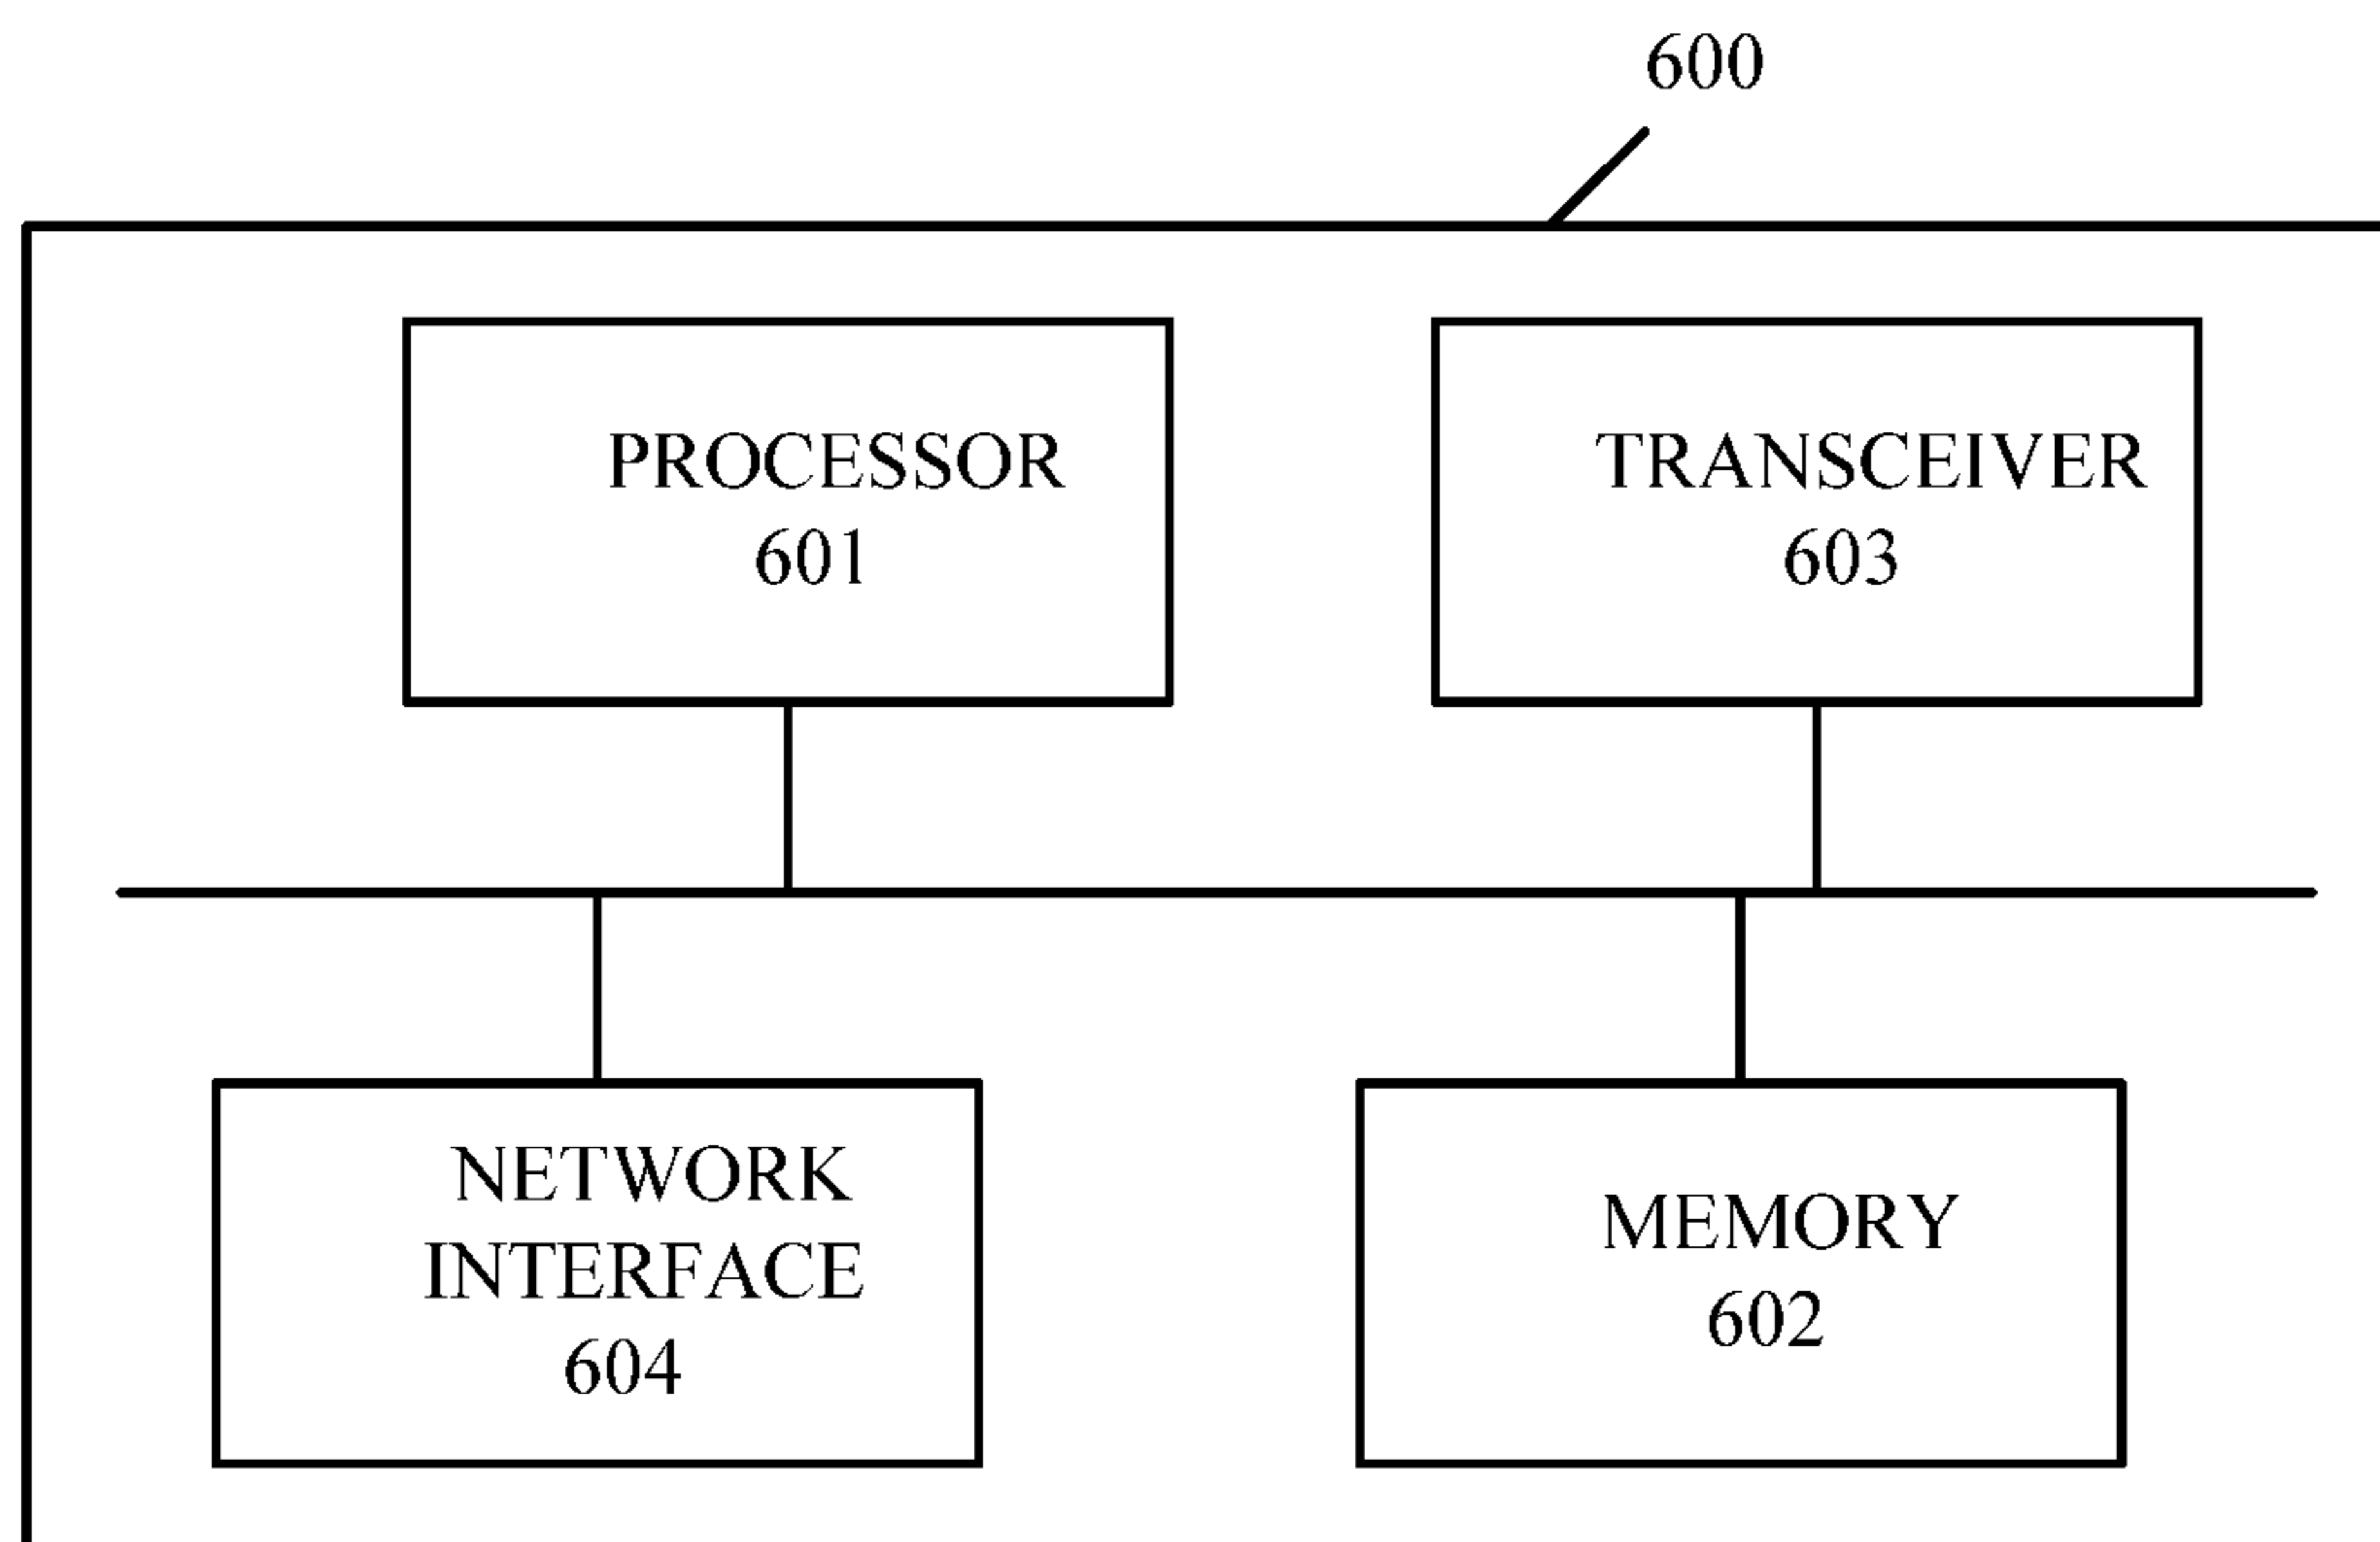 600
PROCESSOR
601
TRANSCEIVER
603
NETWORK
INTERFACE
604
MEMORY
602